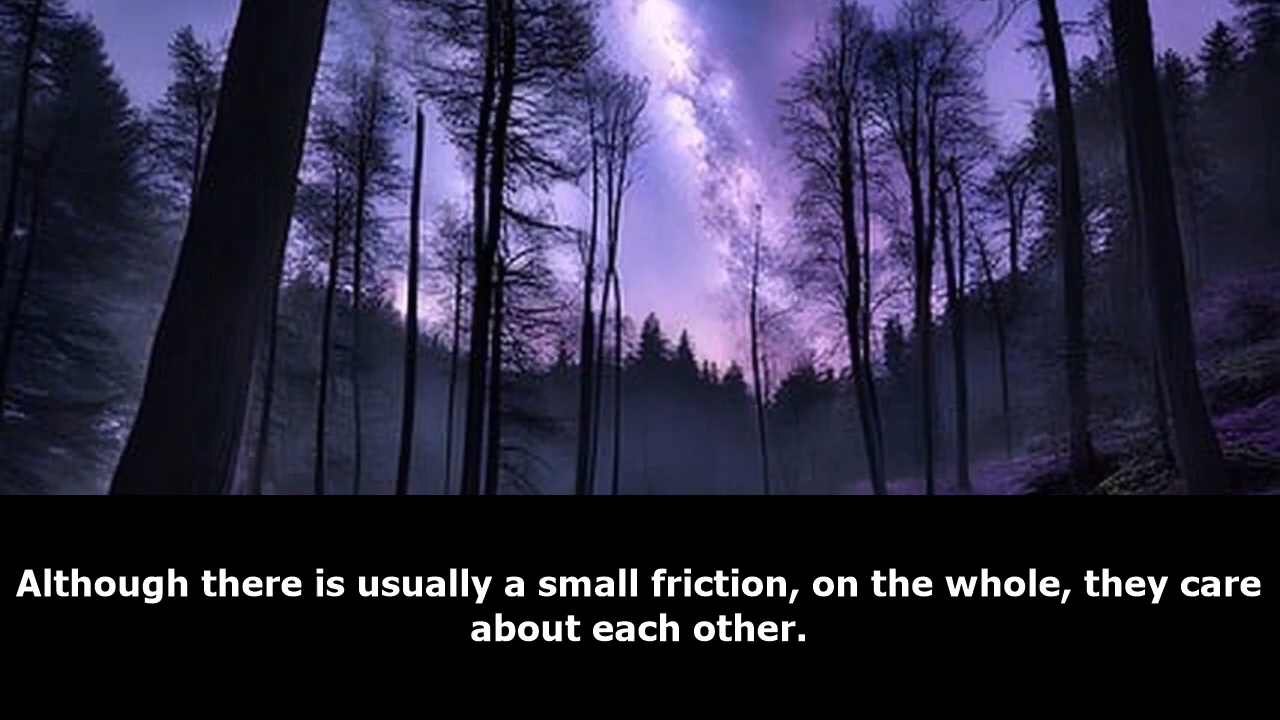 Although there is usually a small friction, on the whole, they care
about each other.